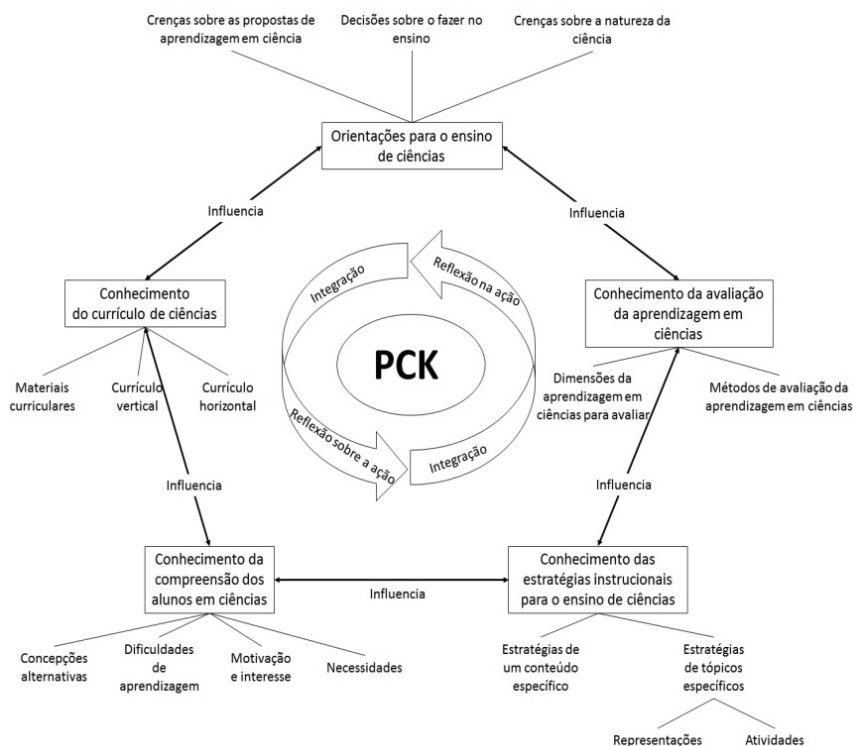 Crenças sobre as propostas de
aprendizagem em ciência
Decisões sobre o fazer no
ensino
Crenças sobre a natureza da
ciência
Orientações para o ensino
de ciências
Influencia
Influencia
Integração
Reflexão na ação
Conhecimento
do currículo de ciências
Conhecimento da avaliação
da aprendizagem em
ciências
PCK
Materiais
curriculares
Currículo
vertical
Currículo
horizontal
Dimensões da
aprendizagem em
ciências para avaliar
Métodos de avaliação da
aprendizagem em ciências
Reflexão sobre a ação
Integração
Influencia
Influencia
Conhecimento da
compreensão dos
alunos em ciências
Influencia
Conhecimento das
estratégias instrucionais
para o ensino de ciências
Concepções
alternativas
Dificuldades
de
aprendizagem
Motivação
e interesse
Necessidades
Estratégias de
um conteúdo
específico
Estratégias
de tópicos
específicos
Representações
Atividades